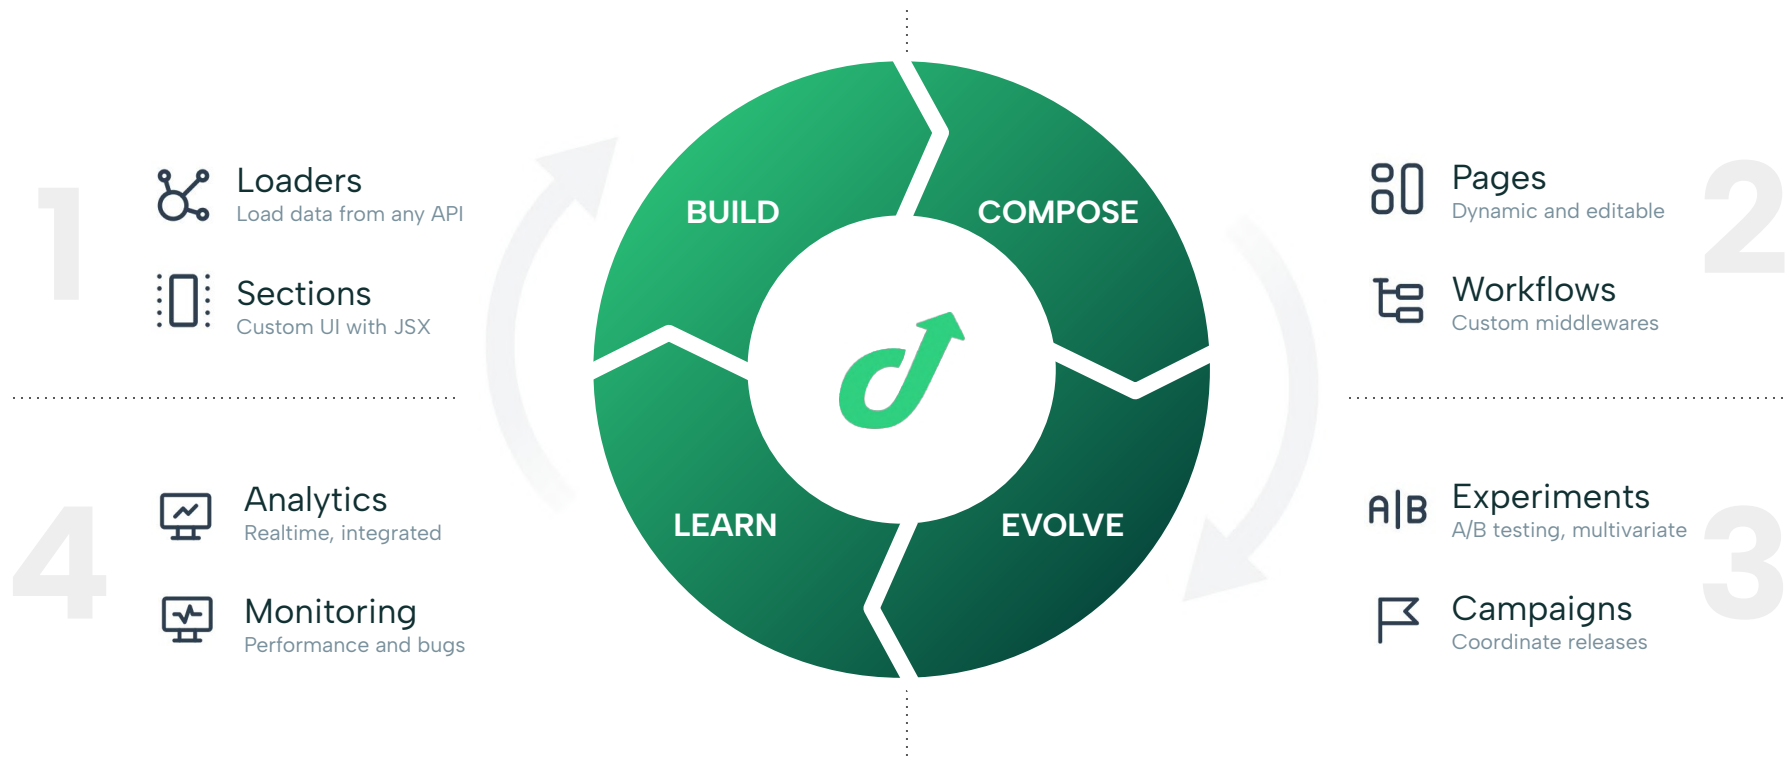 1
Loaders
Load data from any API
Sections
Custom UI with JSX
BUILD
COMPOSE
2
Pages
Dynamic and editable
Workflows
Custom middlewares
EVOLVE
3
Experiments
A/B testing, multivariate
A|B
Campaigns
Coordinate releases
LEARN
4
Analytics
Realtime, integrated
Monitoring
Performance and bugs